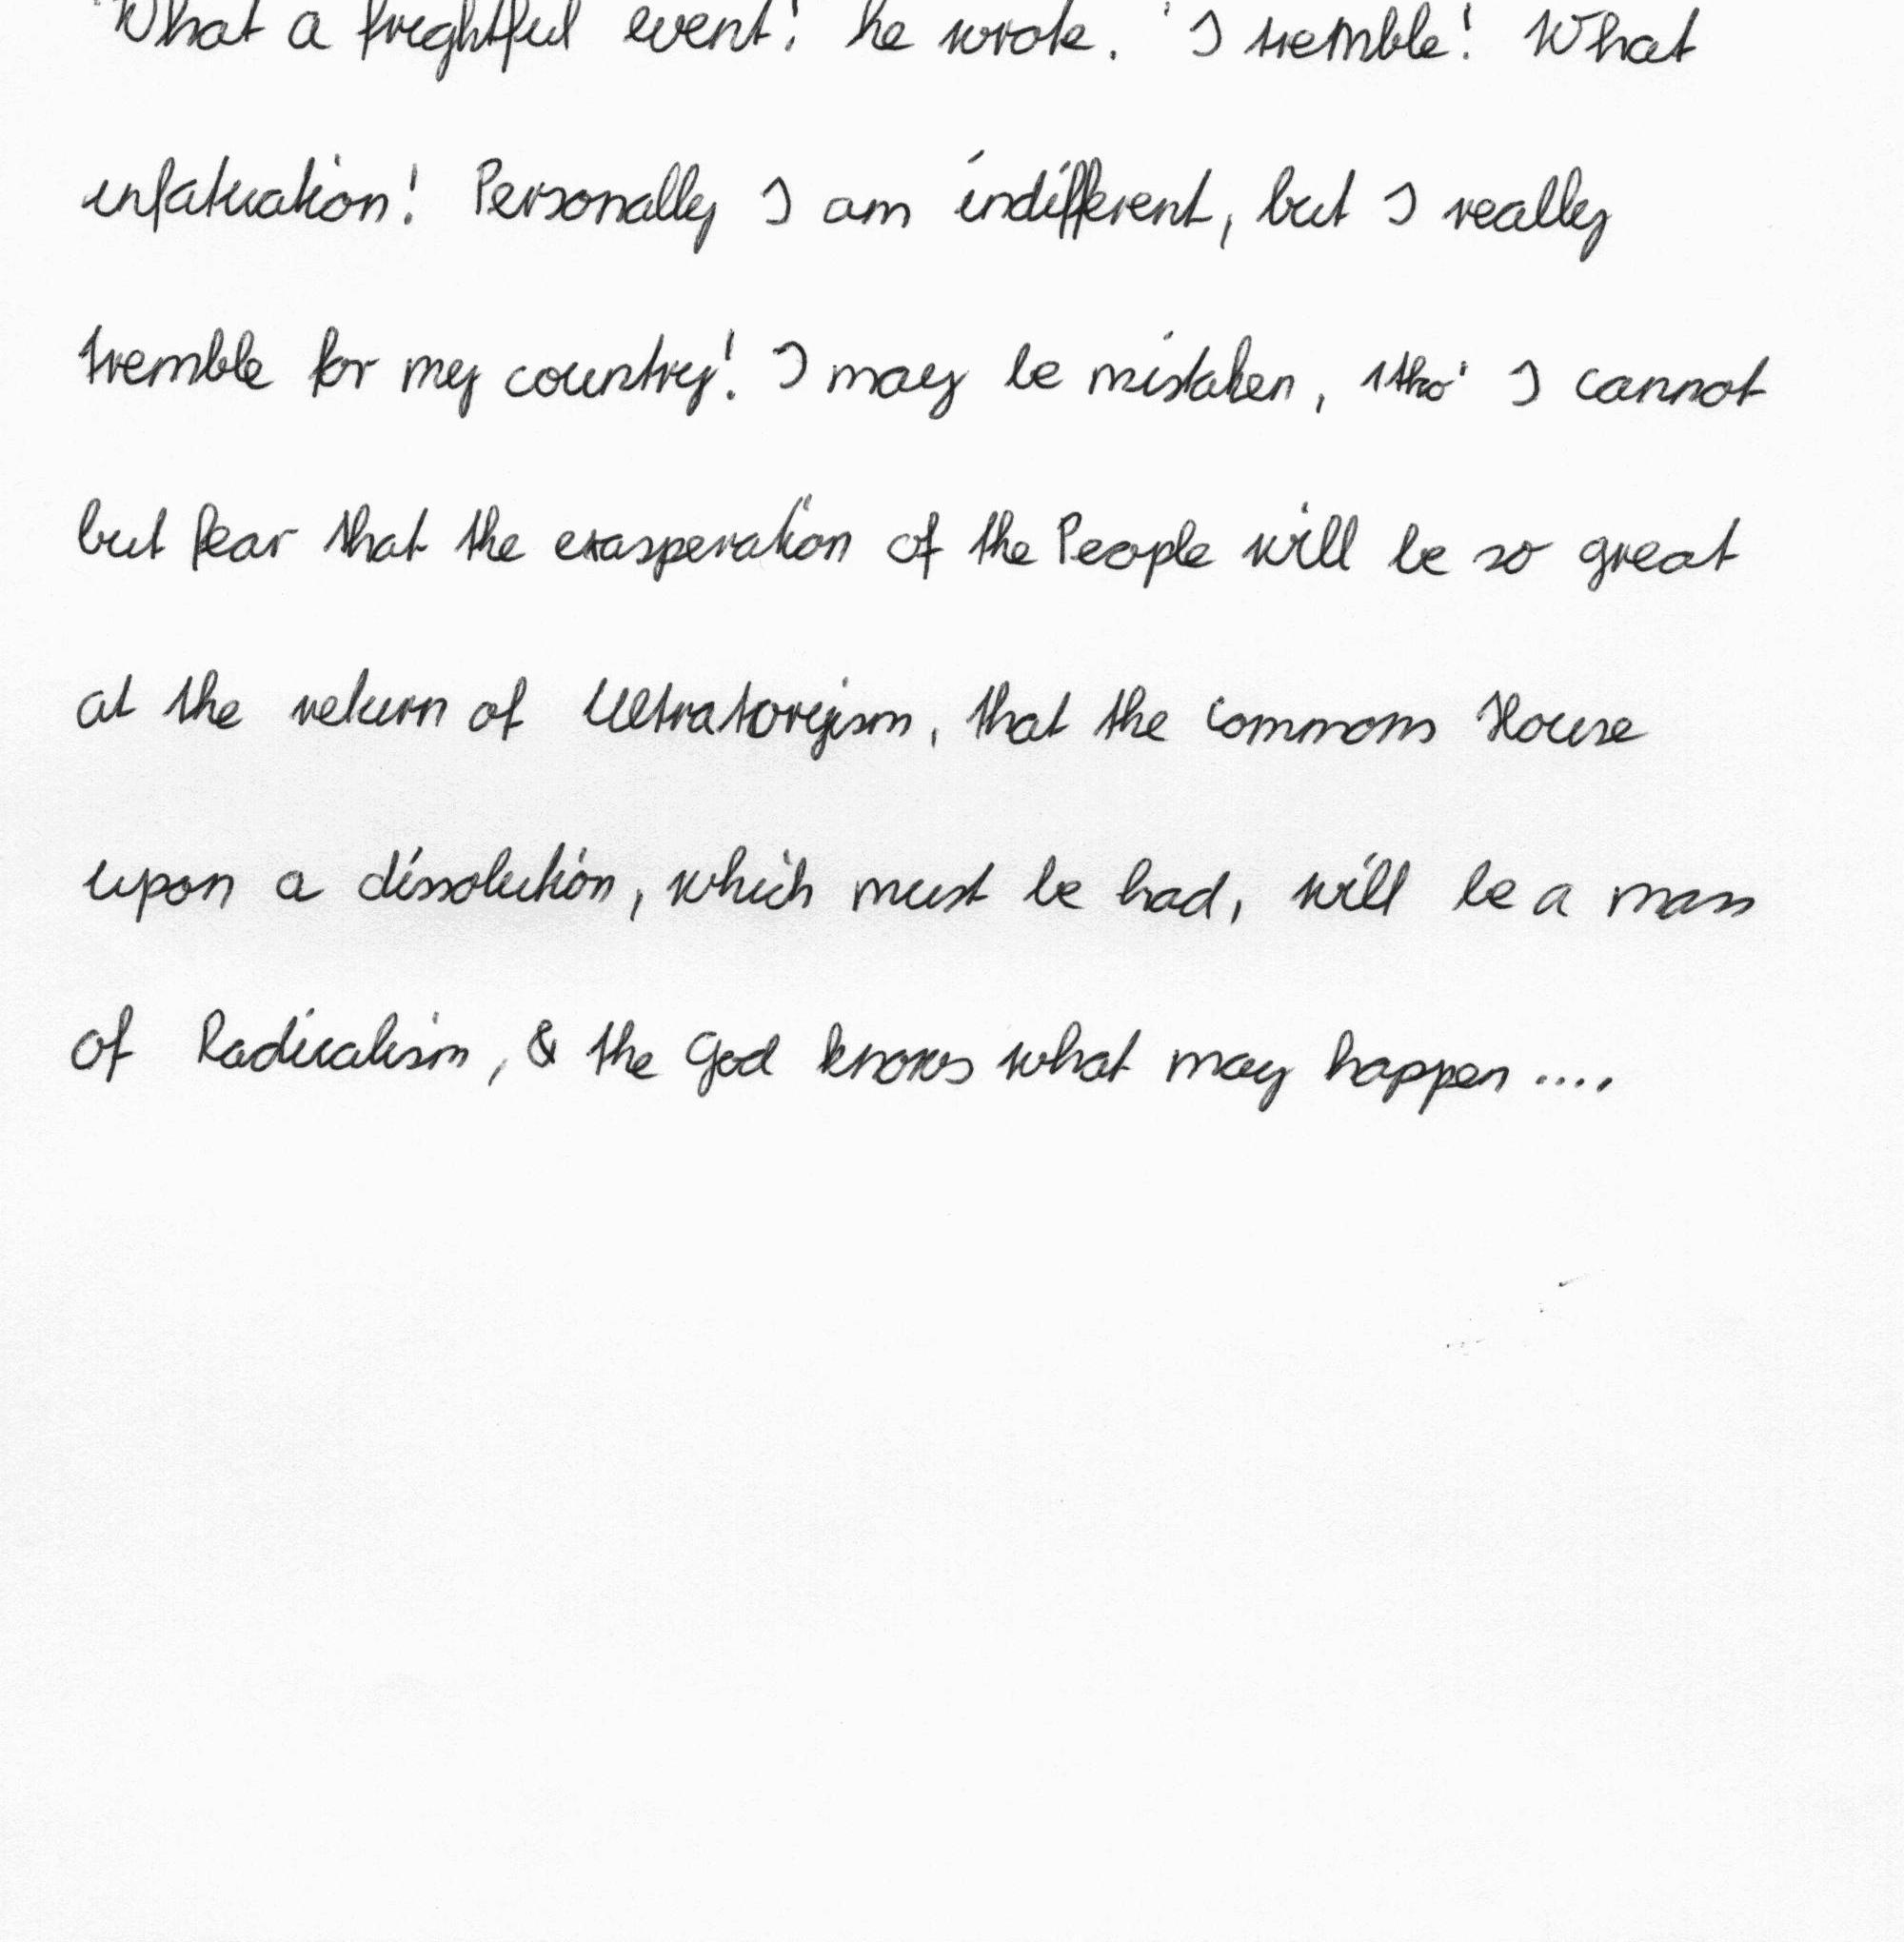 'What a frightful event! he wrote. 'I tremble! What
infatuation! Personally I am indifferent, but I really
tremble for my country! I may be mistaken, tho' I cannot
but fear that the exasperation of the People will be so great
at the return of Ultratoryism, that the Commons House
upon a dissolution, which must be had, will be a mass
of Radicalism, & the God knows what may happen ....